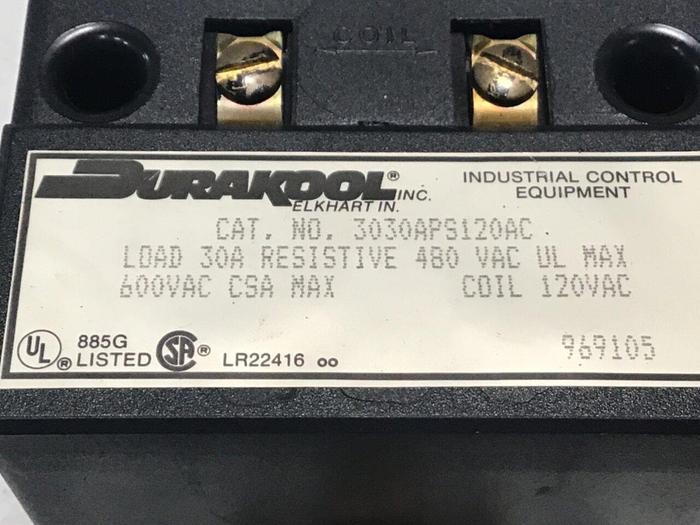 COIL
DURAKOOL® INC.
ELKHART IN.
INDUSTRIAL CONTROL
EQUIPMENT
CAT. NO. 3030APS120AC
LOAD 30A RESISTIVE 480 VAC UL MAX
600VAC CSA MAX COIL 120VAC
UL ® 885G
LISTED SA ® LR22416 oo
969105